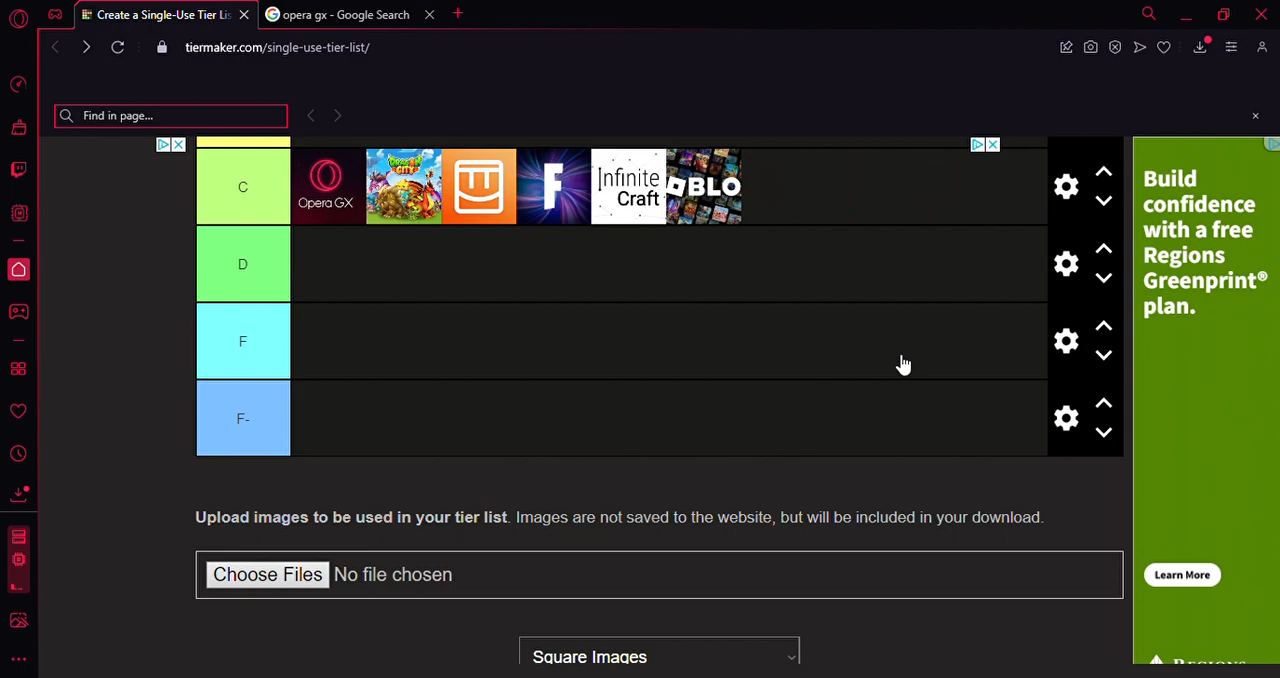 Create a Single-Use Tier Lis
opera gx - Google Search
tiermaker.com/single-use-tier-list/
Find in page...
C
Opera GX
DRAGON CITY
F
Infinite Craft
BLO
D
F
F-
Build
confidence
with a free
Regions
Greenprint®
plan.
Learn More
REGIONS
Upload images to be used in your tier list. Images are not saved to the website, but will be included in your download.
Choose Files No file chosen
Square Images